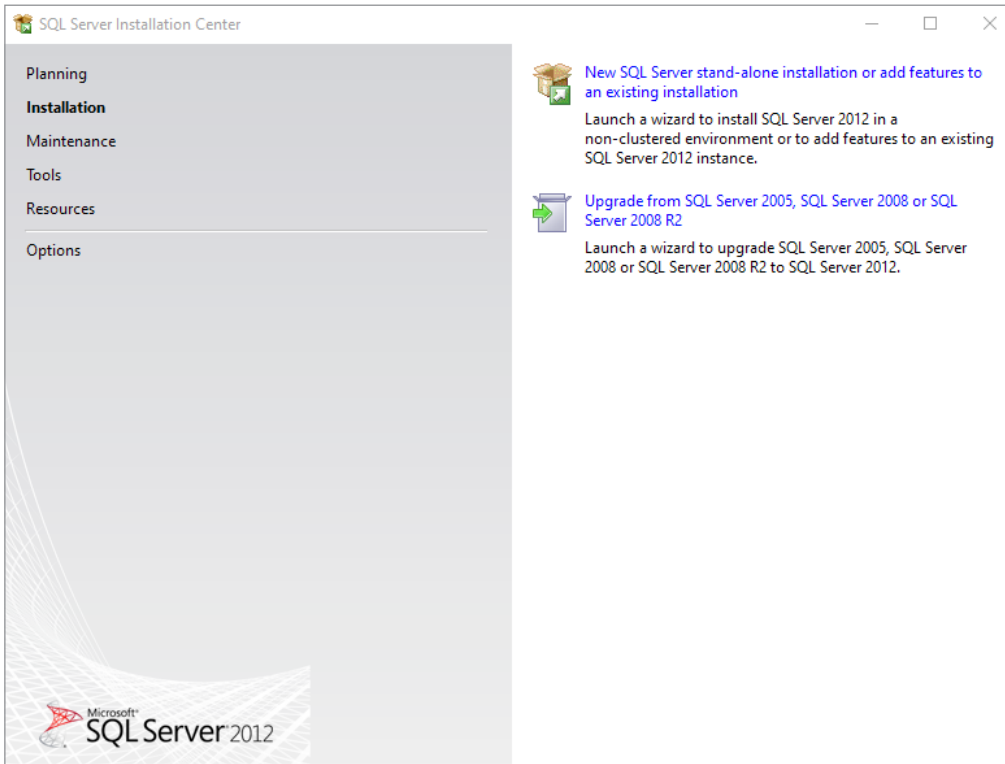 SQL Server Installation Center
Planning
Installation
Maintenance
Tools
Resources
Options
New SQL Server stand-alone installation or add features to
an existing installation
Launch a wizard to install SQL Server 2012 in a
non-clustered environment or to add features to an existing
SQL Server 2012 instance.
Upgrade from SQL Server 2005, SQL Server 2008 or SQL
Server 2008 R2
Launch a wizard to upgrade SQL Server 2005, SQL Server
2008 or SQL Server 2008 R2 to SQL Server 2012.
Microsoft®
SQL Server 2012